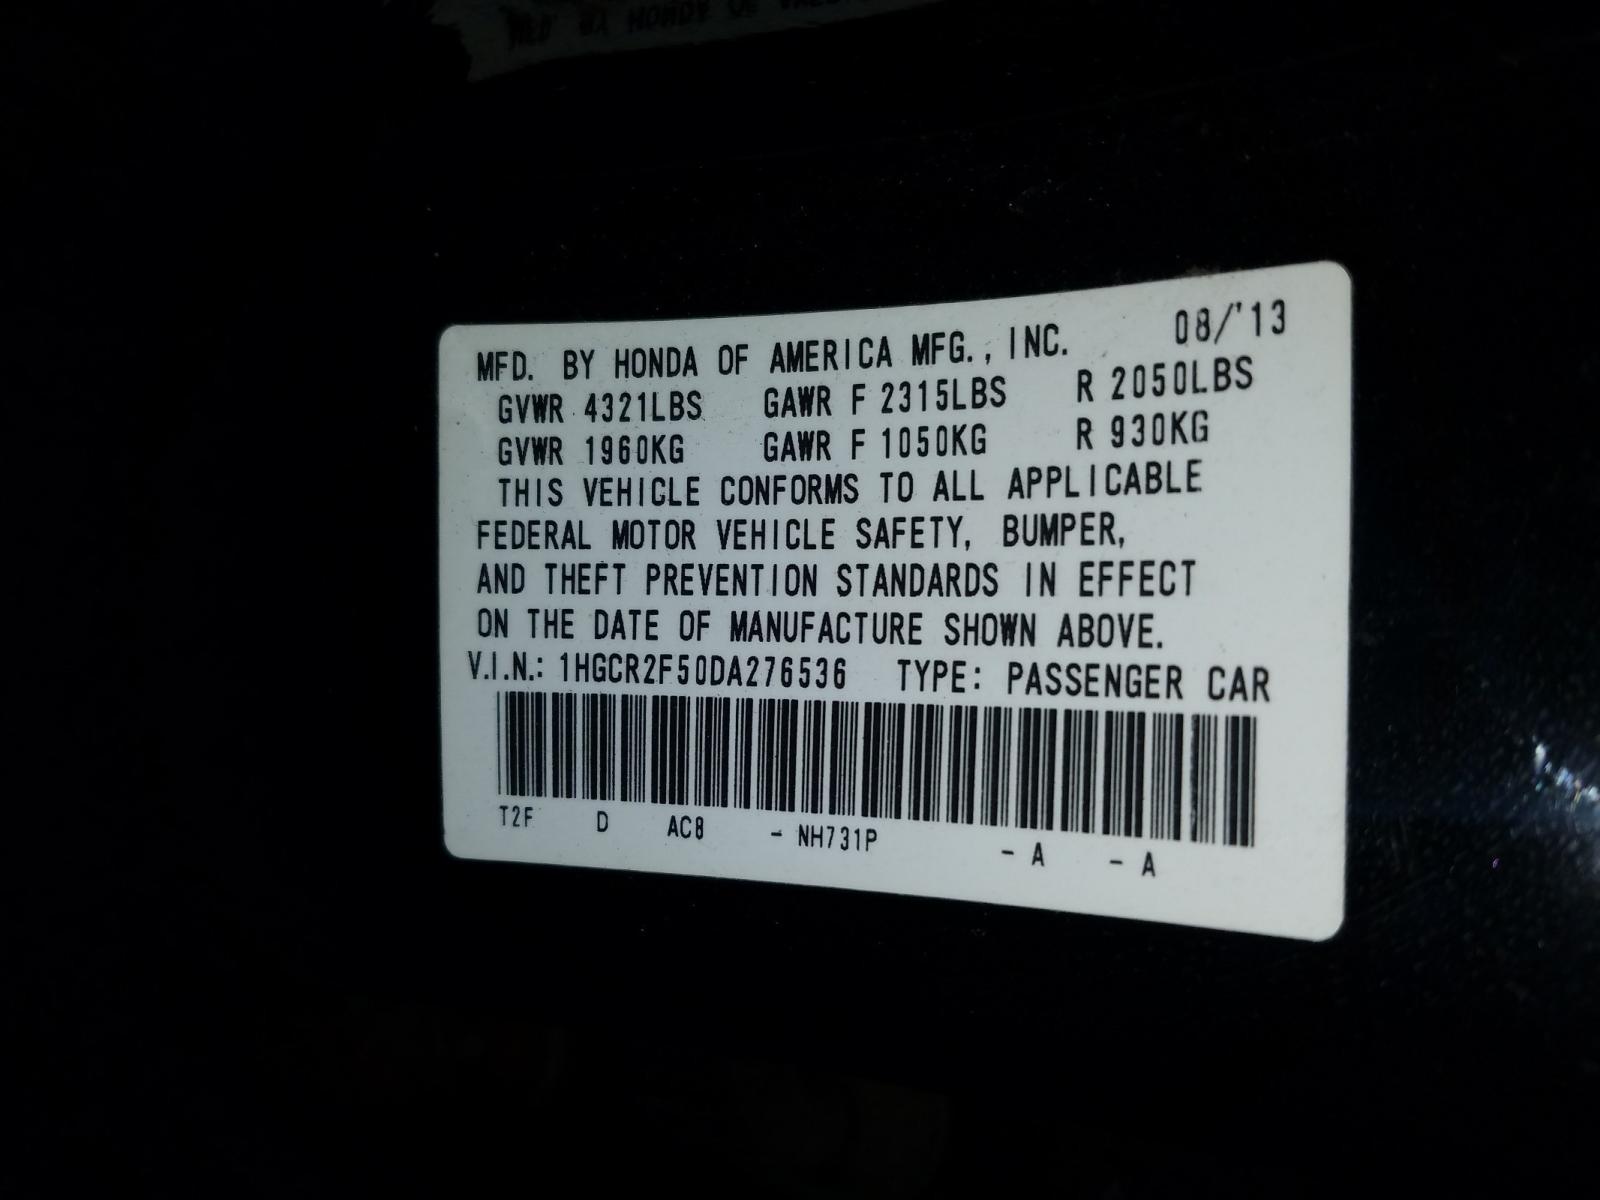 MFD. BY HONDA OF AMERICA MFG., INC. 08/'13
GVWR 4321LBS GAWR F 2315LBS R 2050LBS
GVWR 1960KG GAWR F 1050KG R 930KG
THIS VEHICLE CONFORMS TO ALL APPLICABLE
FEDERAL MOTOR VEHICLE SAFETY, BUMPER,
AND THEFT PREVENTION STANDARDS IN EFFECT
ON THE DATE OF MANUFACTURE SHOWN ABOVE.
V.I.N.: 1HGCR2F50DA276536 TYPE: PASSENGER CAR
T2F D AC8 - NH731P - A - A